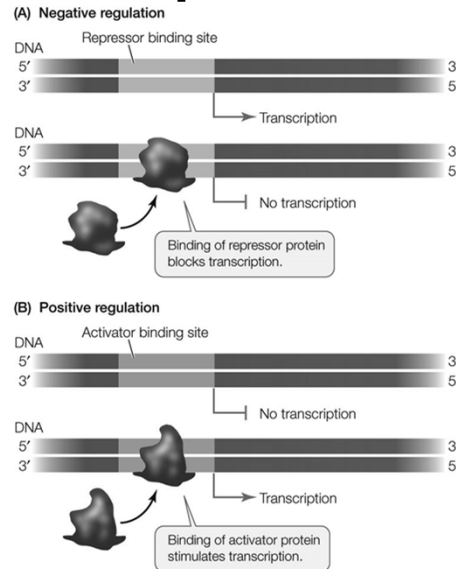 (A) Negative regulation
Repressor binding site
DNA
5′ 3
3′ 5
Transcription
DNA
5′ 3
3′ 5
No transcription
Binding of repressor protein
blocks transcription.
(B) Positive regulation
Activator binding site
DNA
5′ 3
3′ 5
No transcription
DNA
5′ 3
3′ 5
Transcription
Binding of activator protein
stimulates transcription.